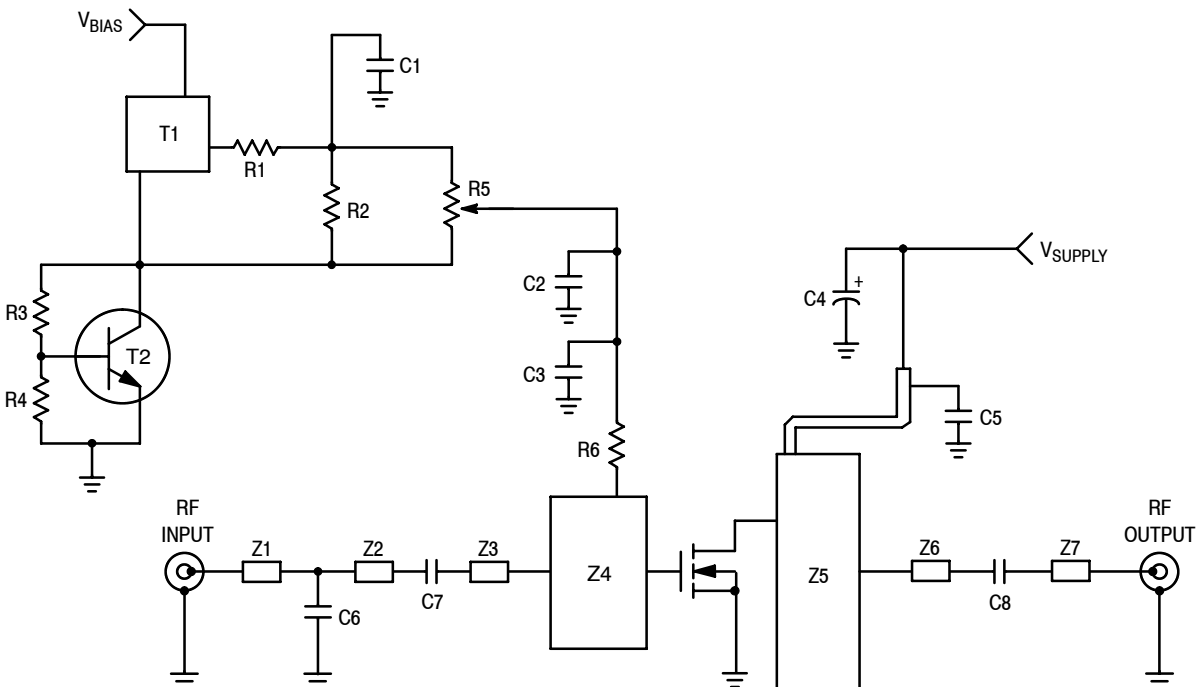 VBIAS
C1
T1
R1
R5
R2
VSUPPLY
C2
C4
+
R3
T2
C3
R4
C5
R6
RF
INPUT
RF
OUTPUT
Z1
Z2
Z3
Z6
Z7
Z4
Z5
C7
C8
C6